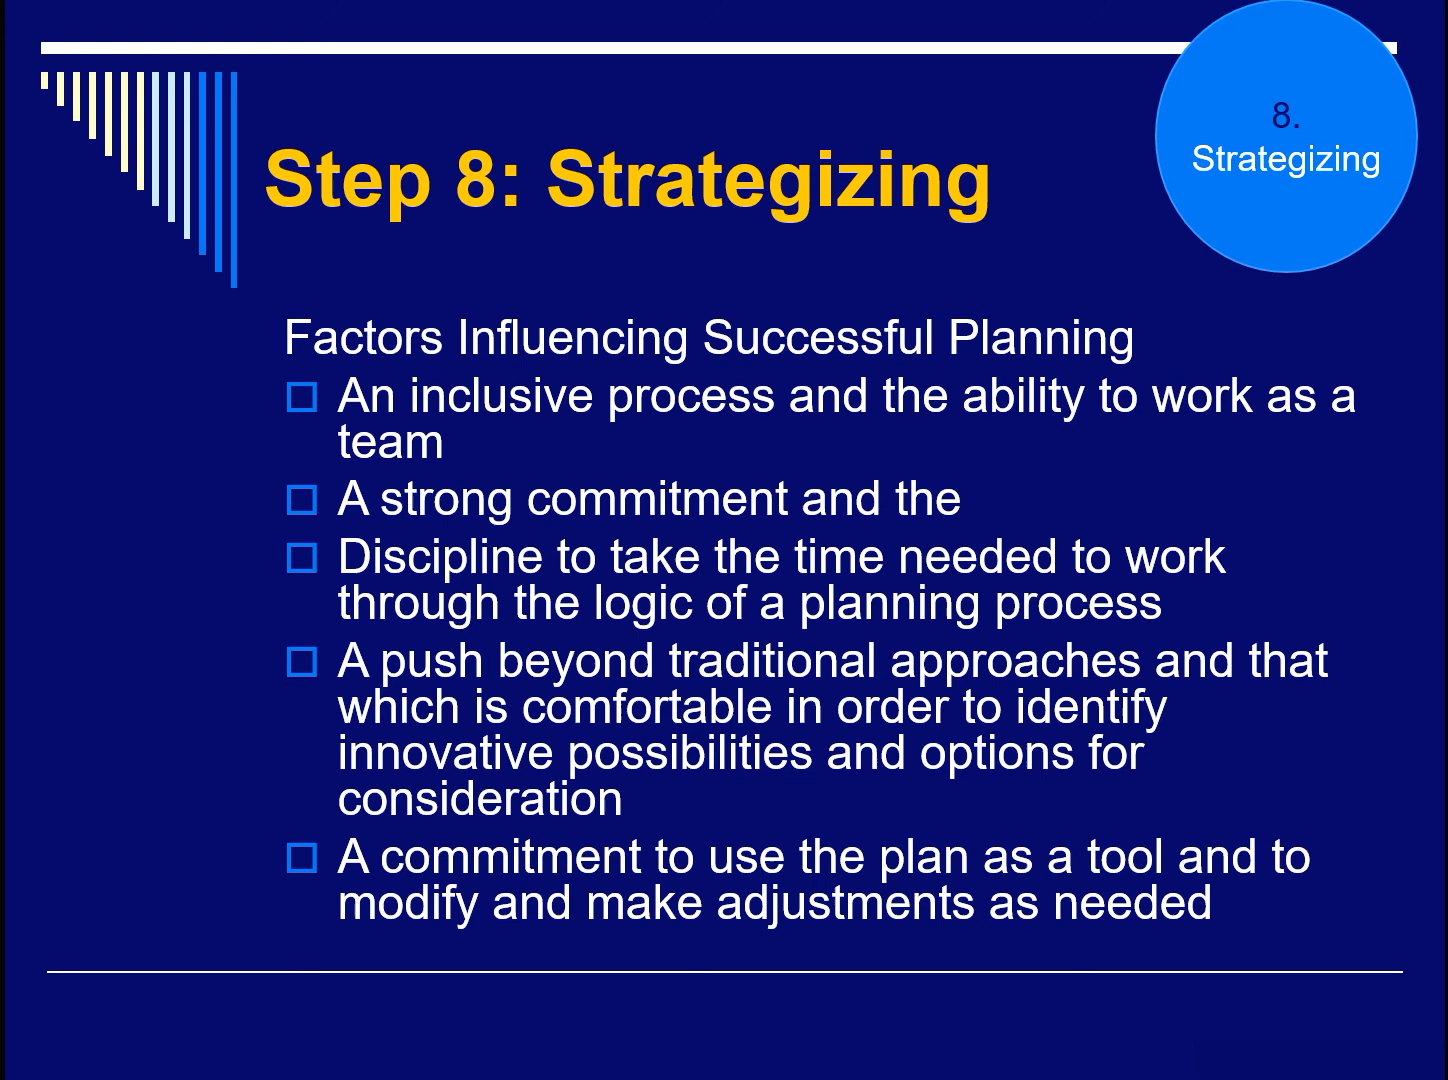 8.
Strategizing
Step 8: Strategizing
Factors Influencing Successful Planning
An inclusive process and the ability to work as a
team
A strong commitment and the
Discipline to take the time needed to work
through the logic of a planning process
A push beyond traditional approaches and that
which is comfortable in order to identify
innovative possibilities and options for
consideration
A commitment to use the plan as a tool and to
modify and make adjustments as needed